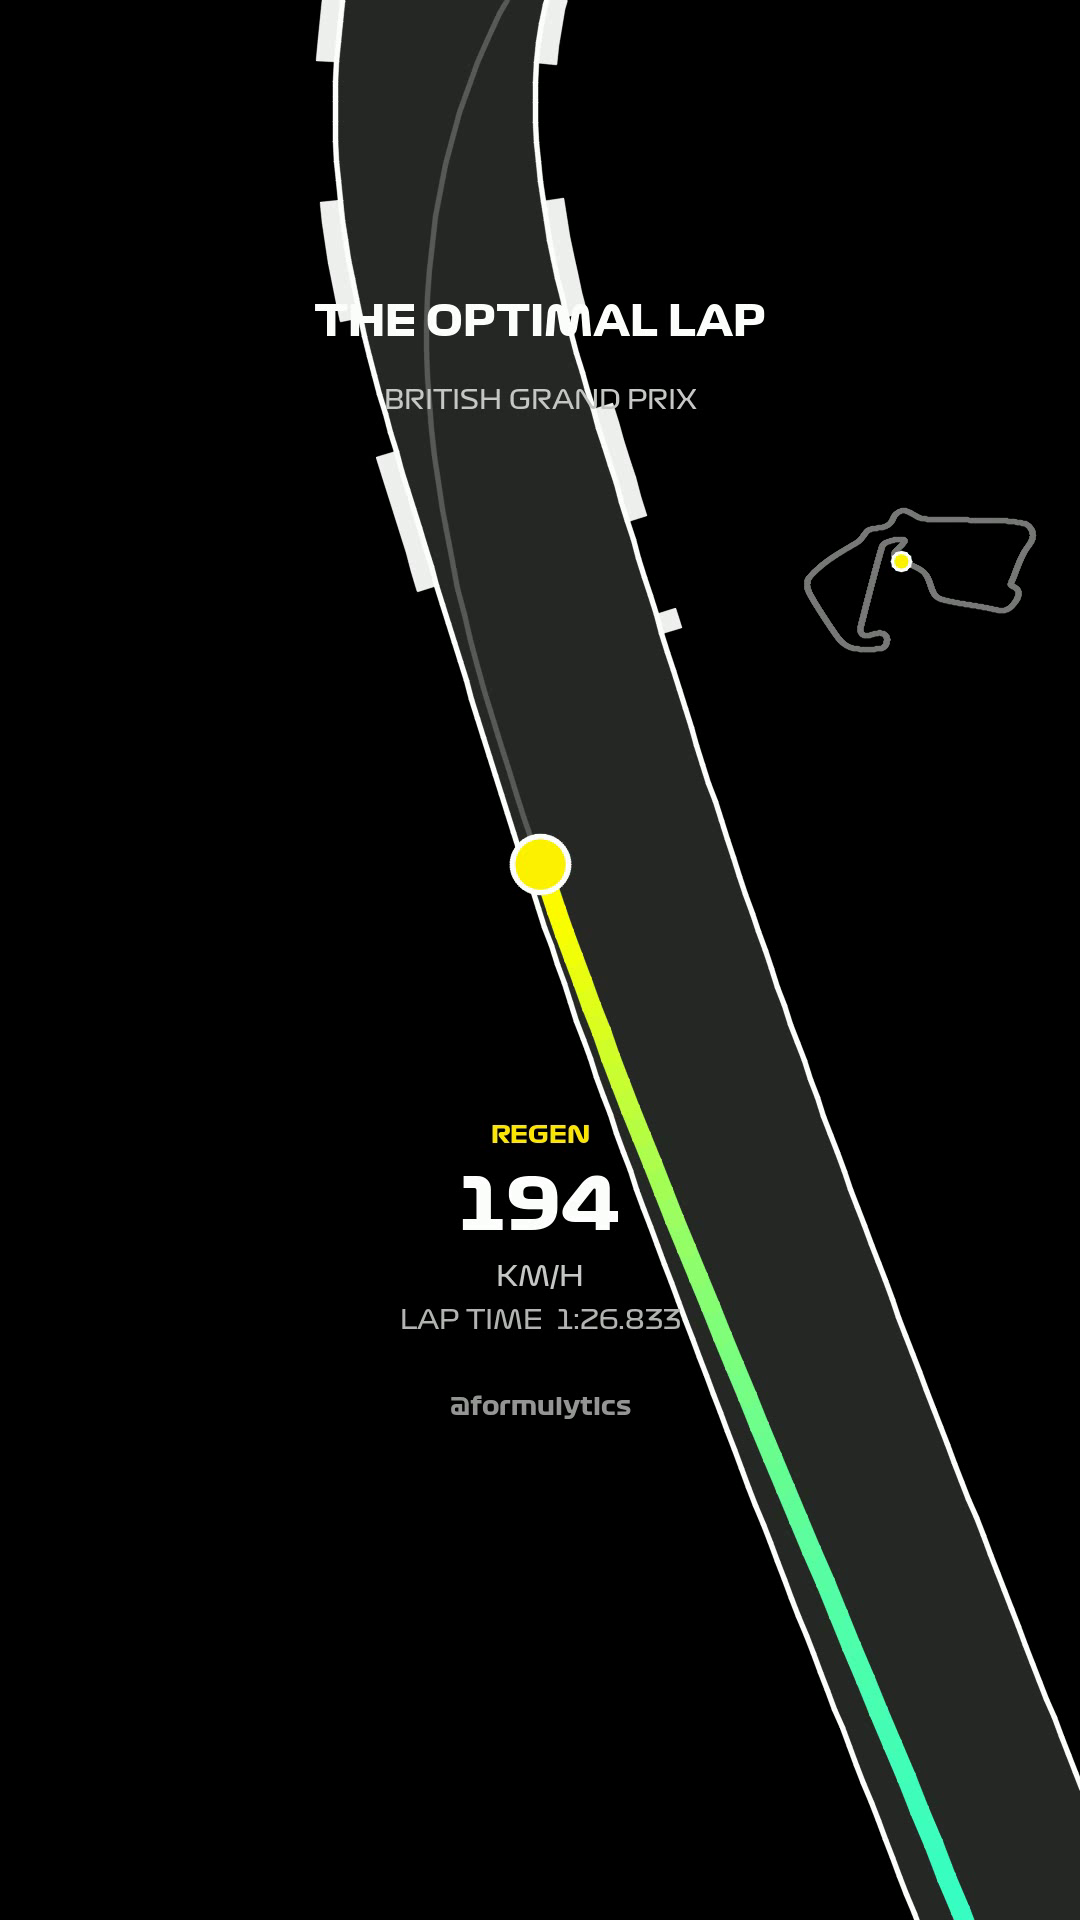 THE OPTIMAL LAP
BRITISH GRAND PRIX
REGEN
194
KM/H
LAP TIME 1:26.833
@formulytics